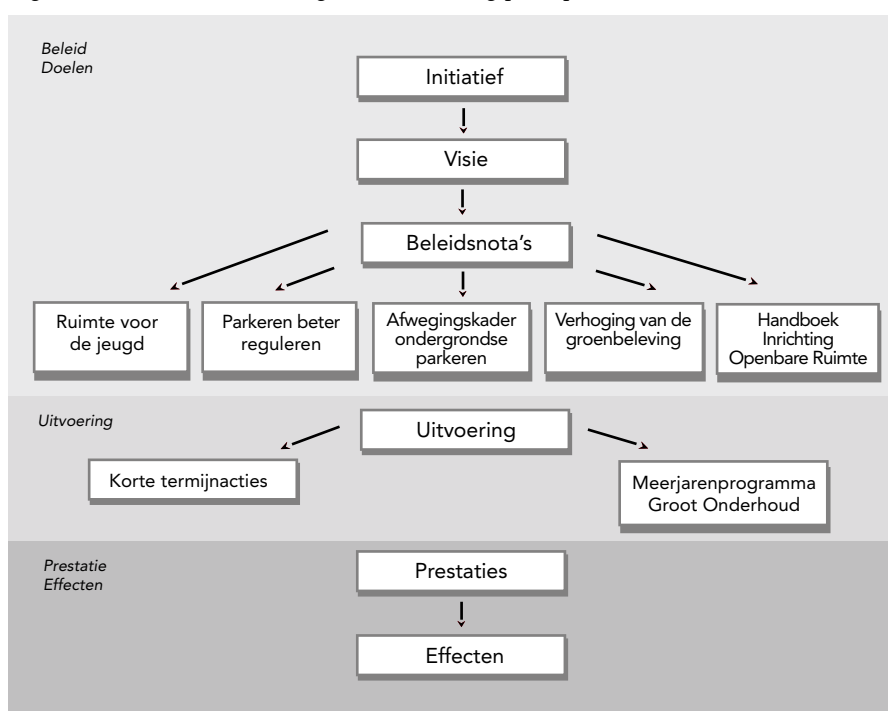 Beleid
Doelen
Initiatief
Visie
Beleidsnota's
Ruimte voor
de jeugd
Parkeren beter
reguleren
Afwegingskader
ondergrondse
parkeren
Verhoging van de
groenbeleving
Handboek
Inrichting
Openbare Ruimte
Uitvoering
Uitvoering
Korte termijnacties
Meerjarenprogramma
Groot Onderhoud
Prestatie
Effecten
Prestaties
Effecten